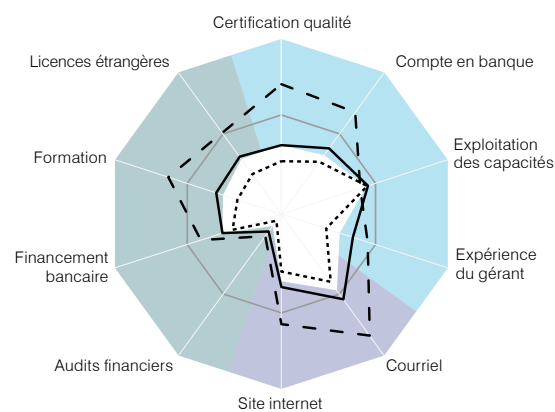 Certification qualité
Licences étrangères
Compte en banque
Exploitation
des capacités
Formation
Expérience
du gérant
Financement
bancaire
Audits financiers
Courriel
Site internet